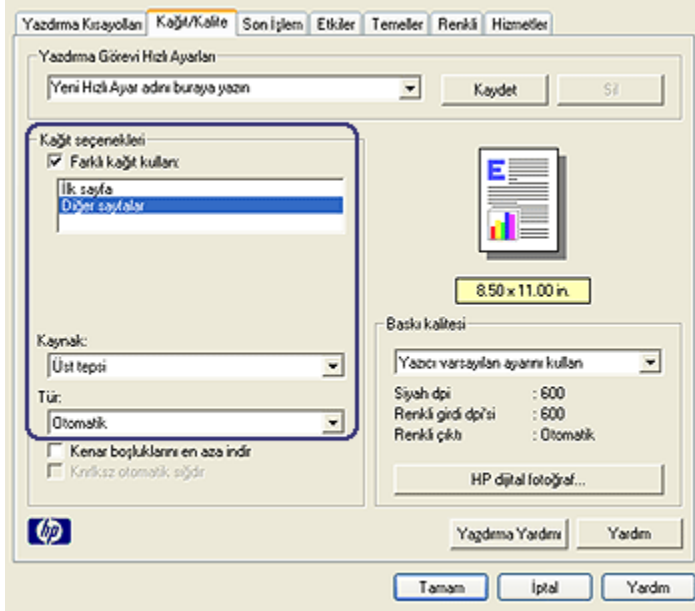 Yazdırma Kısayolları Kağıt/Kalite Son İşlem Etkiler Temeller Renkli Hizmetler
Yazdırma Görevi Hızlı Ayarları
Yeni Hızlı Ayar adını buraya yazın
Kaydet
Sil
Kağıt seçenekleri
Farklı kağıt kullan:
İlk sayfa
Diğer sayfalar
E
8.50 x 11.00 in.
Kaynak:
Üst tepsi
Tür:
Otomatik
Kenar boşluklarını en aza indir
otomatik sığdır
Baskı kalitesi
Yazıcı varsayılan ayarını kullan
Siyah dpi : 600
Renkli girdi dpi'si : 600
Renkli çıktı : Otomatik
HP dijital fotoğraf...
hp
Yazdırma Yardımı
Yardım
Tamam
İptal
Yardım